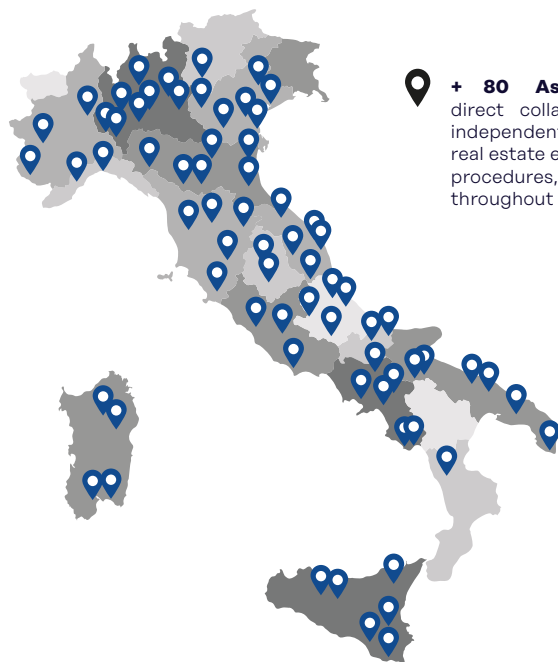 + 80 As
direct colla
independent
real estate e
procedures,
throughout